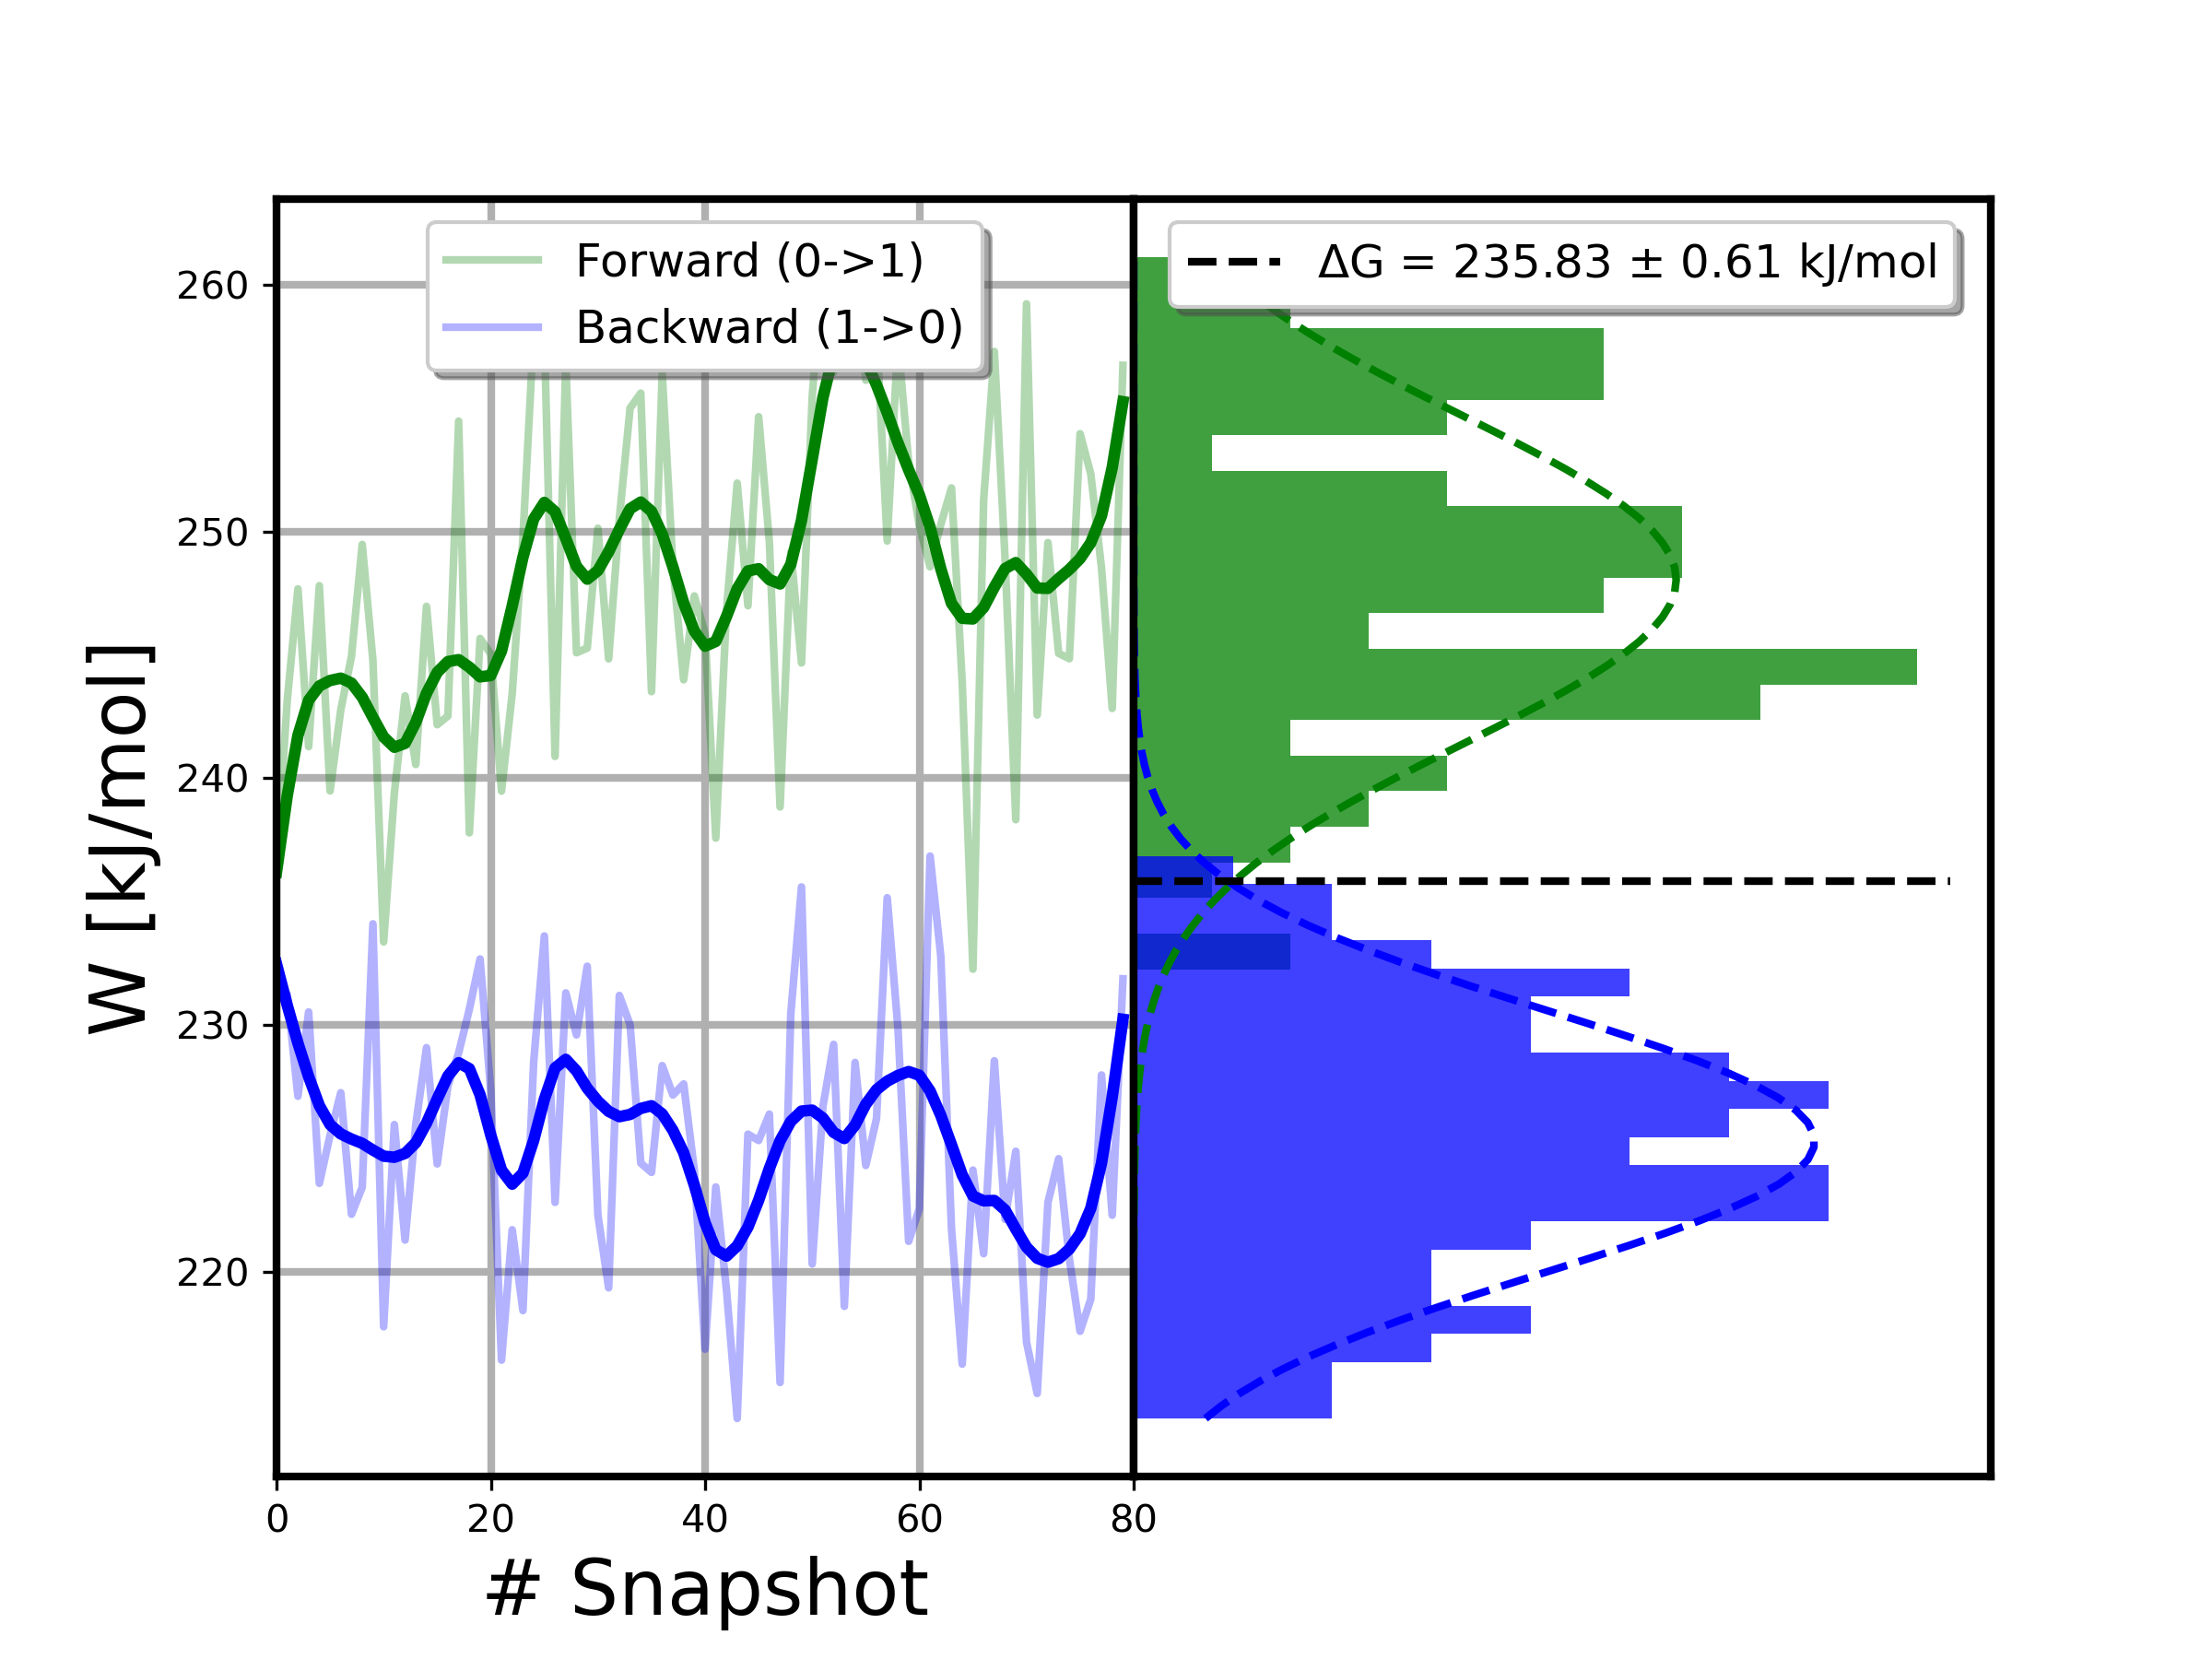 Forward (0->1)
Backward (1->0)
ΔG = 235.83 ± 0.61 kJ/mol
260
250
240
230
220
W [kJ/mol]
0 20 40 60 80
# Snapshot